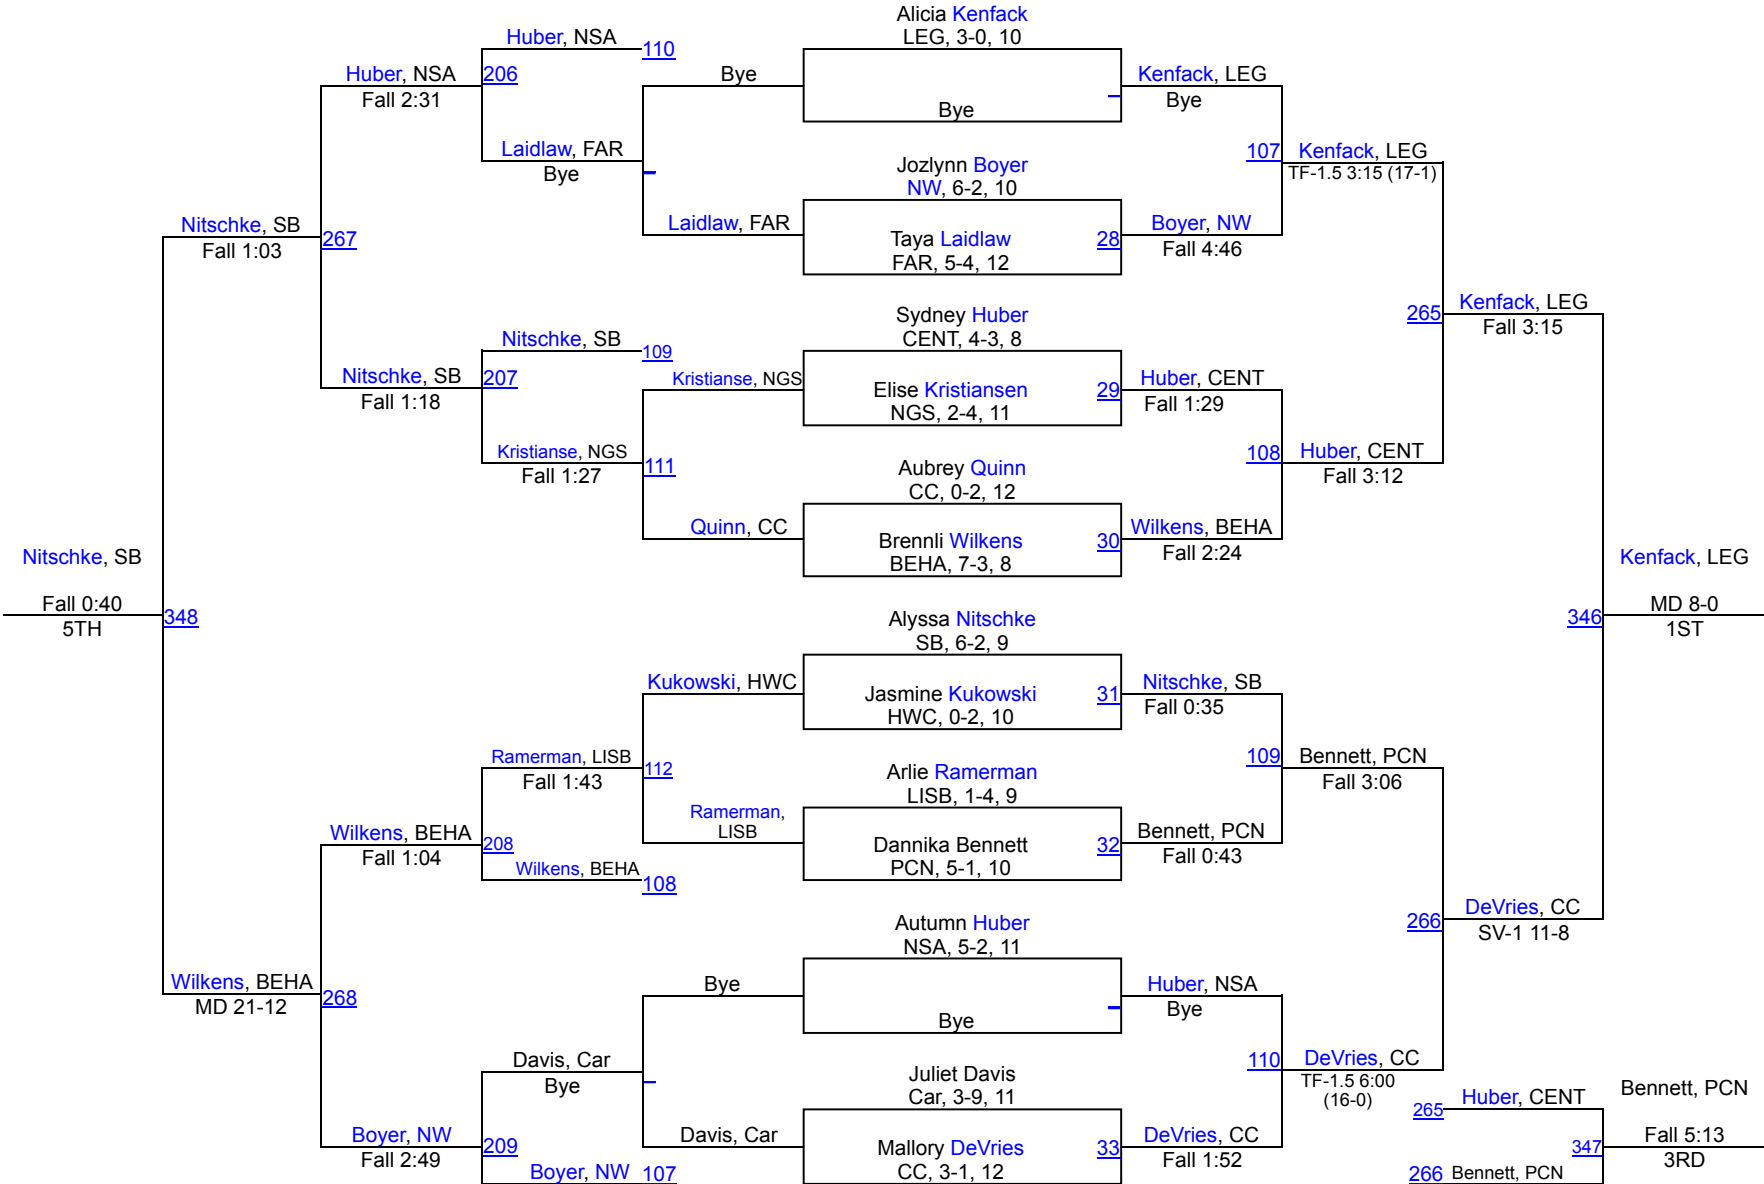 Alicia Kenfack
LEG, 3-0, 10
Bye
Jozlynn Boyer
NW, 6-2, 10
Taya Laidlaw
FAR, 5-4, 12
28
Sydney Huber
CENT, 4-3, 8
Elise Kristiansen
NGS, 2-4, 11
29
Aubrey Quinn
CC, 0-2, 12
Brennli Wilkens
BEHA, 7-3, 8
30
Alyssa Nitschke
SB, 6-2, 9
Jasmine Kukowski
HWC, 0-2, 10
31
Arlie Ramerman
LISB, 1-4, 9
Dannika Bennett
PCN, 5-1, 10
32
Autumn Huber
NSA, 5-2, 11
Bye
Juliet Davis
Car, 3-9, 11
Mallory DeVries
CC, 3-1, 12
33
Kenfack, LEG
Bye
Boyer, NW
Fall 4:46
Huber, CENT
Fall 1:29
Wilkens, BEHA
Fall 2:24
Nitschke, SB
Fall 0:35
Bennett, PCN
Fall 0:43
Huber, NSA
Bye
DeVries, CC
Fall 1:52
107
Kenfack, LEG
TF-1.5 3:15 (17-1)
108
Huber, CENT
Fall 3:12
109
Bennett, PCN
Fall 3:06
110
DeVries, CC
TF-1.5 6:00
(16-0)
265
Kenfack, LEG
Fall 3:15
266
DeVries, CC
SV-1 11-8
346
Kenfack, LEG
MD 8-0
1ST
265
Huber, CENT
266
Bennett, PCN
347
Bennett, PCN
Fall 5:13
3RD
Bye
Laidlaw, FAR
Kristianse, NGS
Quinn, CC
Kukowski, HWC
Ramerman,
LISB
Bye
Davis, Car
Huber, NSA
110
Laidlaw, FAR
Bye
Nitschke, SB
109
Kristianse, NGS
Fall 1:27
111
Ramerman, LISB
Fall 1:43
112
Wilkens, BEHA
108
Davis, Car
Bye
Boyer, NW
107
Huber, NSA
Fall 2:31
206
Nitschke, SB
Fall 1:18
207
Wilkens, BEHA
Fall 1:04
208
Boyer, NW
Fall 2:49
209
Nitschke, SB
Fall 1:03
267
Wilkens, BEHA
MD 21-12
268
Nitschke, SB
Fall 0:40
5TH
348